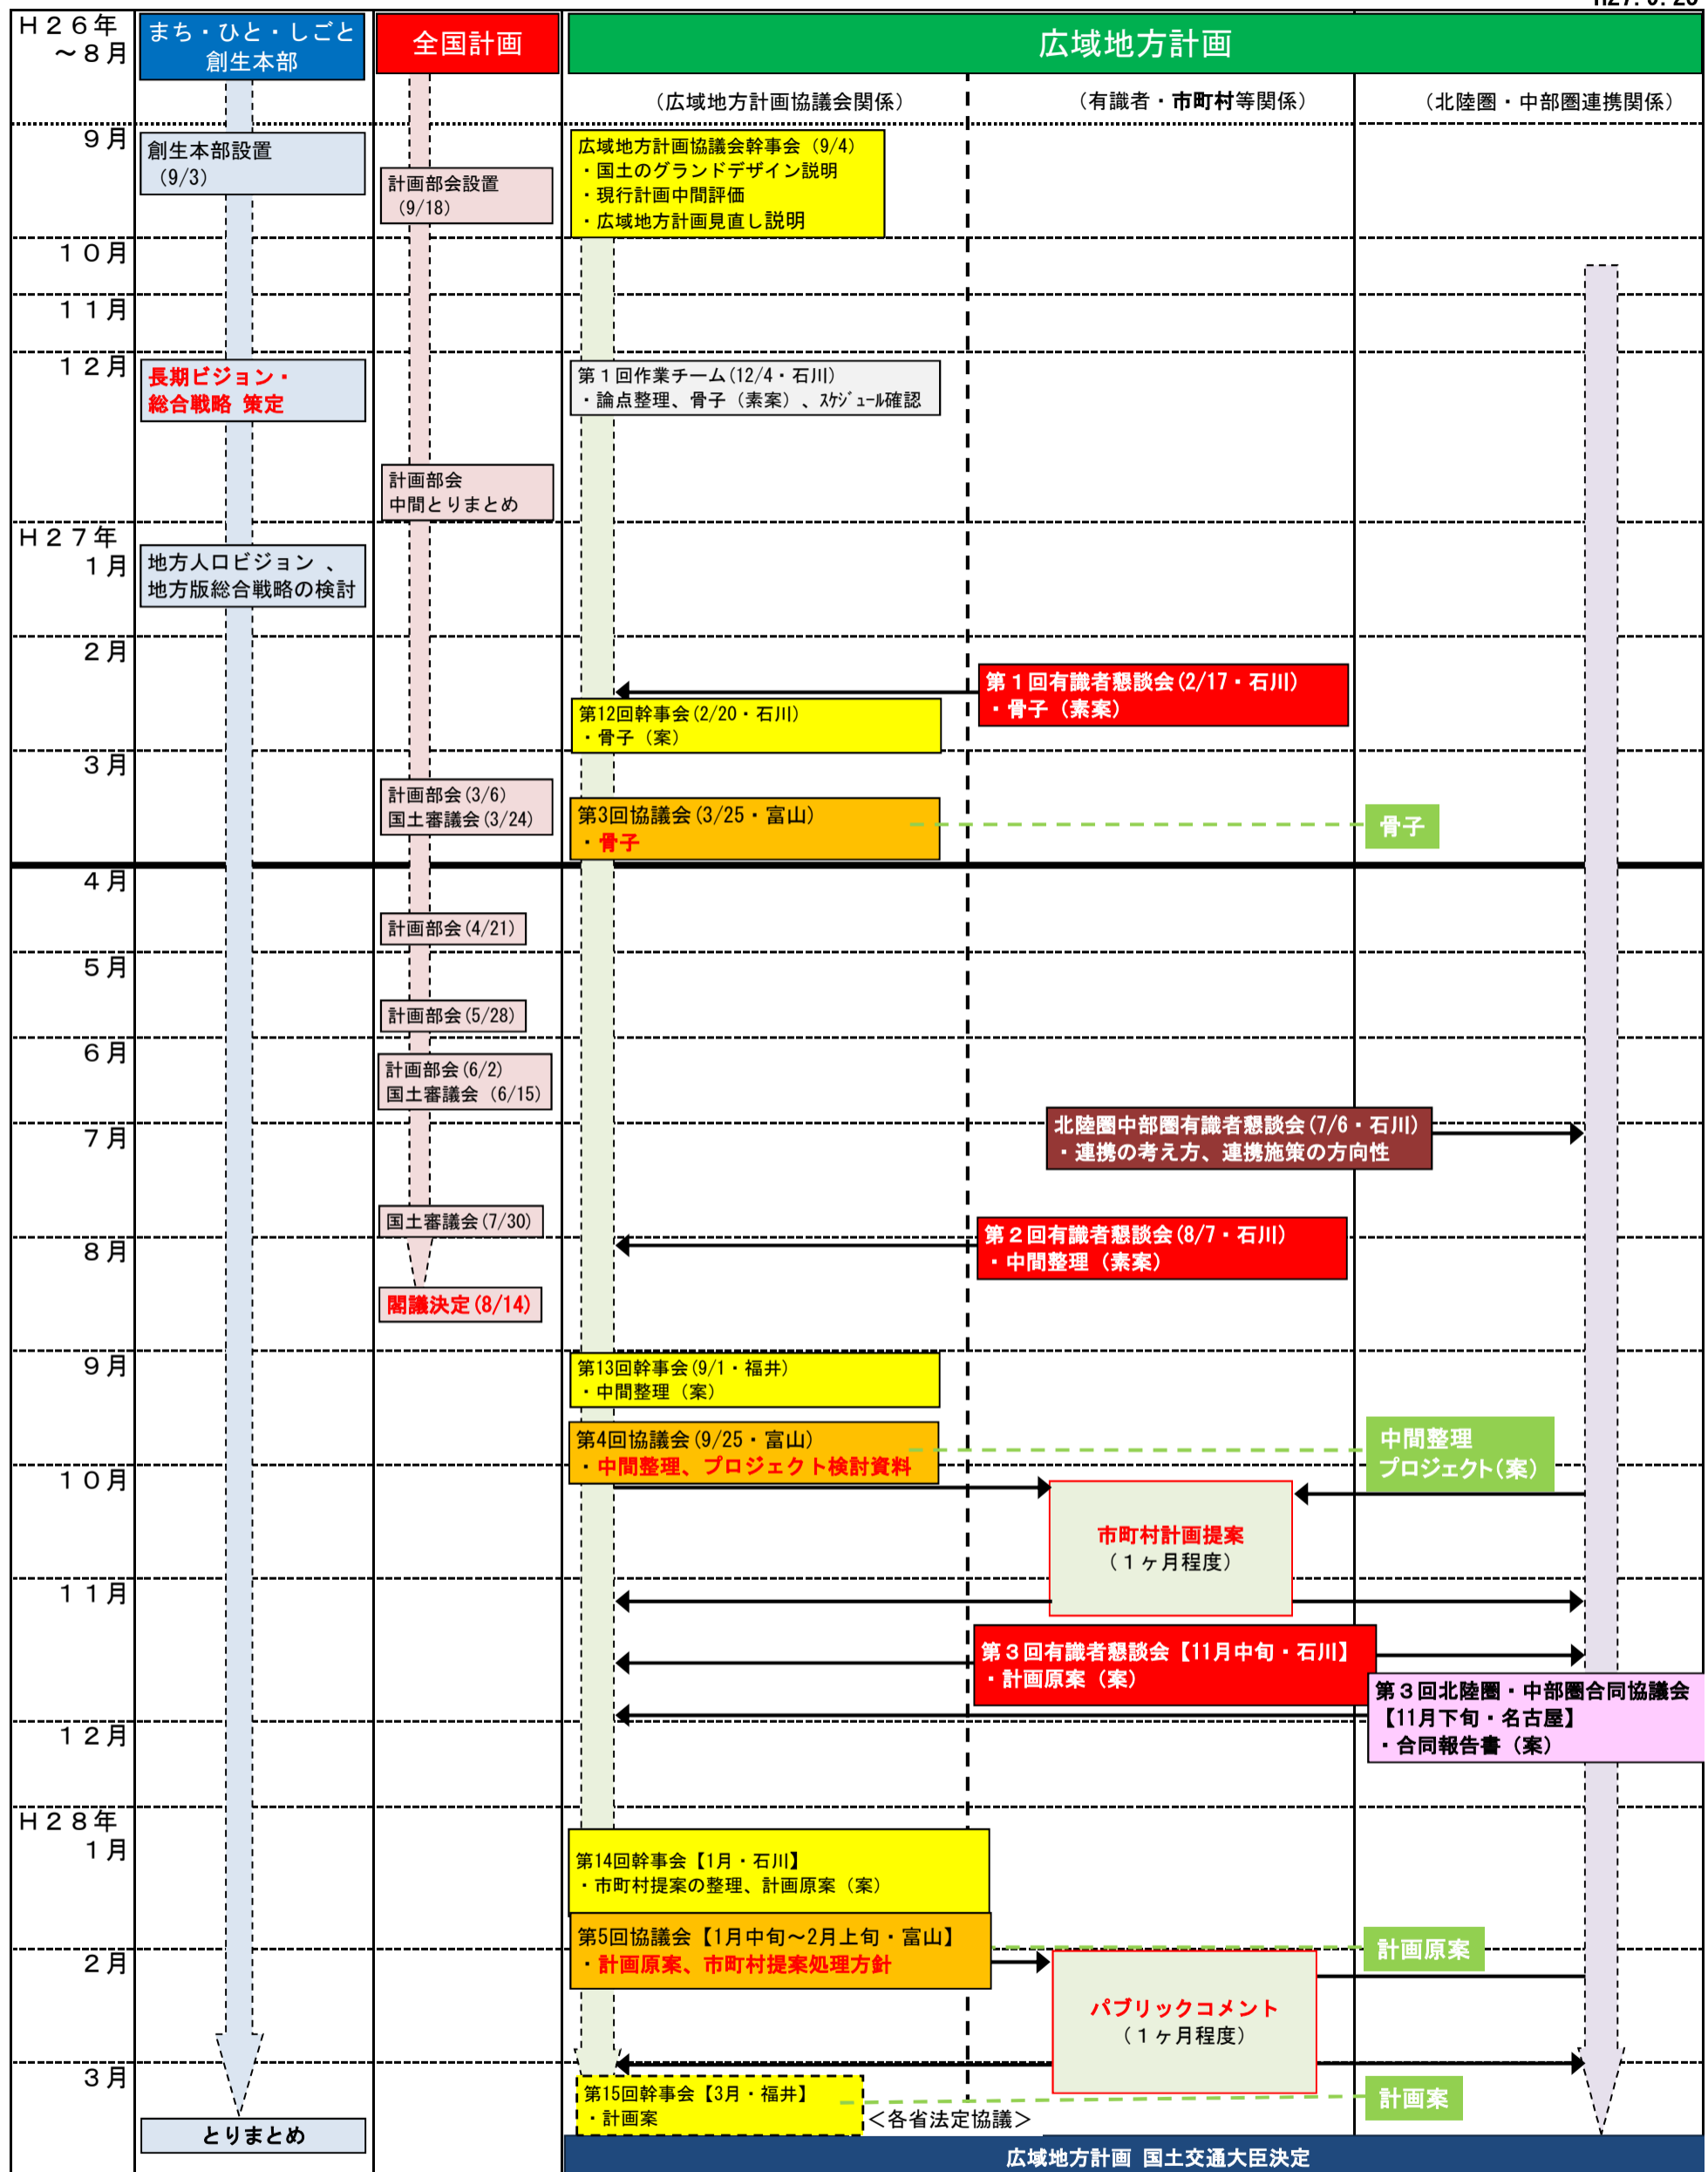 H26年
～8月
まち・ひと・しごと
創生本部
全国計画
広域地方計画
（広域地方計画協議会関係）
（有識者・市町村等関係）
（北陸圏・中部圏連携関係）
9月
創生本部設置
（9/3）
計画部会設置
（9/18）
広域地方計画協議会幹事会（9/4）
・国土のグランドデザイン説明
・現行計画中間評価
・広域地方計画見直し説明
10月
11月
12月
長期ビジョン・
総合戦略 策定
第１回作業チーム(12/4・石川)
・論点整理、骨子（素案）、ｽｹｼﾞｭｰﾙ確認
計画部会
中間とりまとめ
H27年
1月
地方人口ビジョン 、
地方版総合戦略の検討
2月
第１回有識者懇談会(2/17・石川)
・骨子（素案）
第12回幹事会(2/20・石川)
・骨子（案）
3月
計画部会(3/6)
国土審議会(3/24)
第3回協議会(3/25・富山)
・骨子
骨子
4月
計画部会(4/21)
5月
計画部会(5/28)
6月
計画部会(6/2)
国土審議会（6/15)
7月
北陸圏中部圏有識者懇談会(7/6・石川)
・連携の考え方、連携施策の方向性
国土審議会(7/30)
8月
第２回有識者懇談会(8/7・石川)
・中間整理（素案）
閣議決定(8/14)
9月
第13回幹事会(9/1・福井)
・中間整理（案）
第4回協議会(9/25・富山)
・中間整理、プロジェクト検討資料
中間整理
プロジェクト（案）
10月
市町村計画提案
（１ヶ月程度）
11月
第３回有識者懇談会【11月中旬・石川】
・計画原案（案）
第３回北陸圏・中部圏合同協議会
【11月下旬・名古屋】
・合同報告書（案）
12月
H28年
1月
第14回幹事会【1月・石川】
・市町村提案の整理、計画原案（案）
第5回協議会【1月中旬～2月上旬・富山】
・計画原案、市町村提案処理方針
計画原案
2月
パブリックコメント
（１ヶ月程度）
3月
第15回幹事会【3月・福井】
・計画案
＜各省法定協議＞
計画案
とりまとめ
広域地方計画 国土交通大臣決定